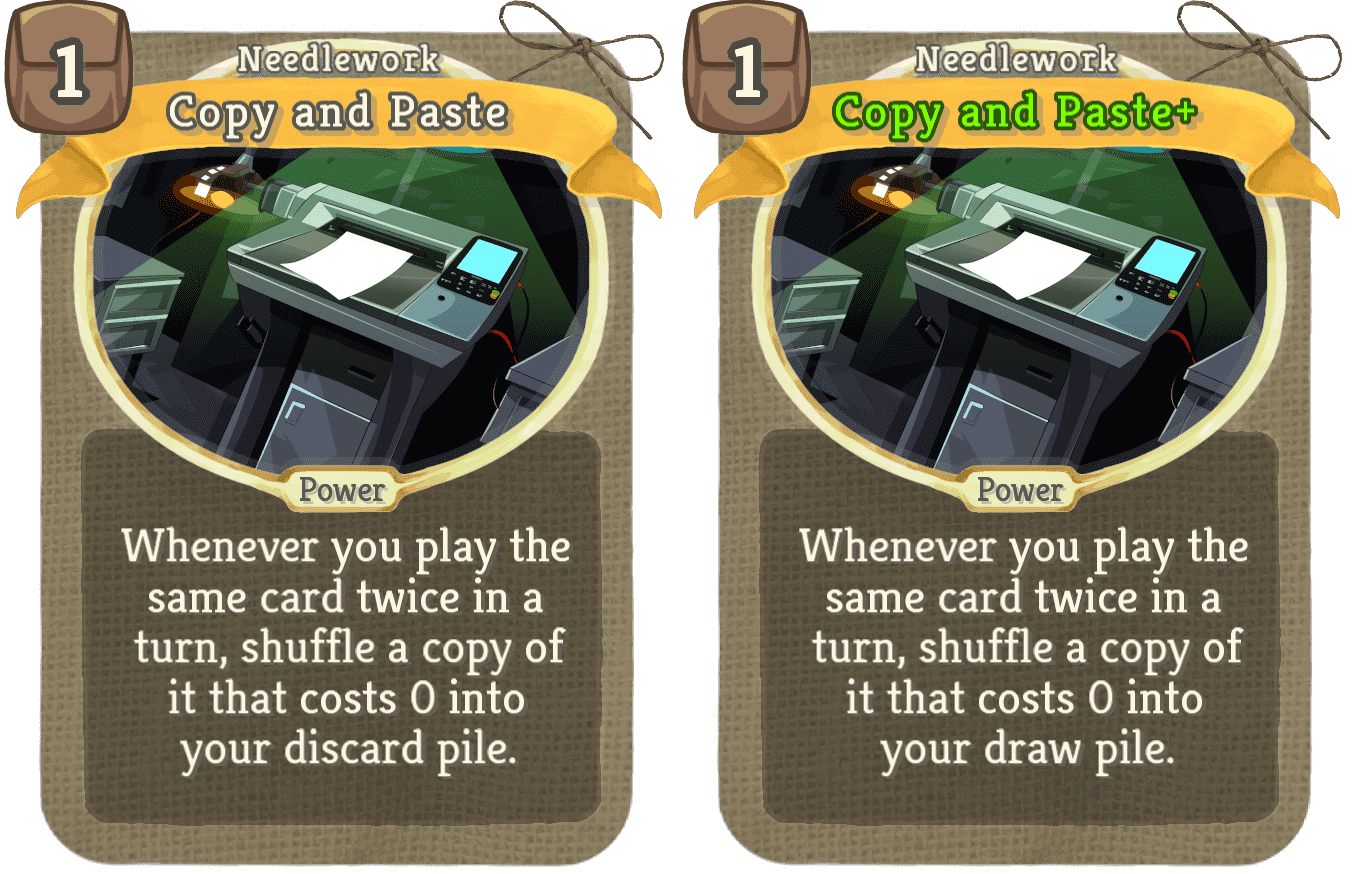 1
Needlework
Copy and Paste
Power
Whenever you play the
same card twice in a
turn, shuffle a copy of
it that costs 0 into
your discard pile.
1
Needlework
Copy and Paste+
Power
Whenever you play the
same card twice in a
turn, shuffle a copy of
it that costs 0 into
your draw pile.